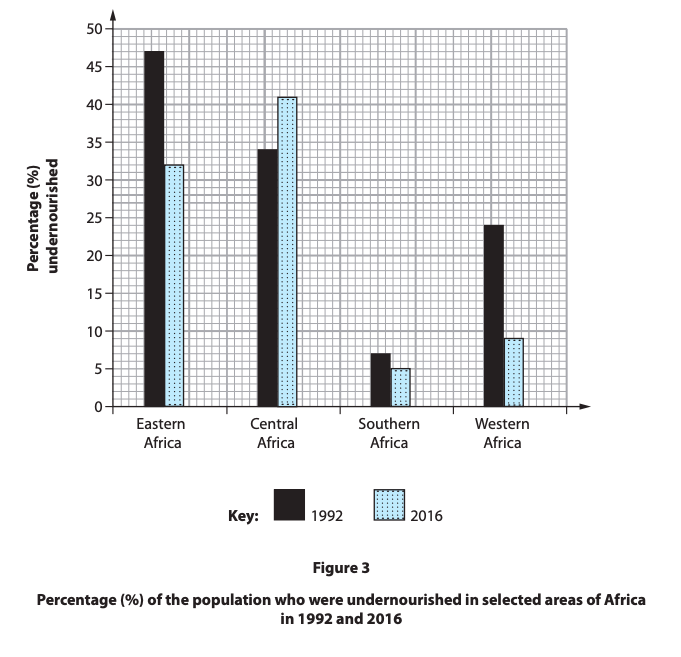 50
45
40
35
30
25
20
15
10
5
0
Percentage (%)
undernourished
Eastern
Africa
Central
Africa
Southern
Africa
Western
Africa
Key:
1992
2016
Figure 3
Percentage (%) of the population who were undernourished in selected areas of Africa
in 1992 and 2016